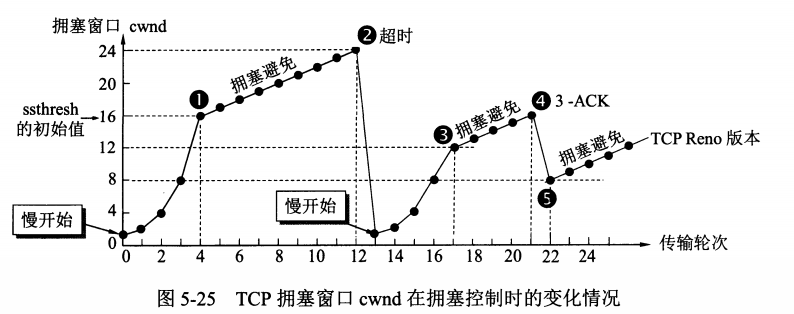 拥塞窗口 cwnd
❷超时
24
20
ssthresh
的初始值
16
12
8
4
0
❶
拥塞避免
❸
拥塞避免
❹ 3 -ACK
拥塞避免
TCP Reno 版本
❺
慢开始
慢开始
0 2 4 6 8 10 12 14 16 18 20 22 24
传输轮次
图 5-25 TCP 拥塞窗口 cwnd 在拥塞控制时的变化情况